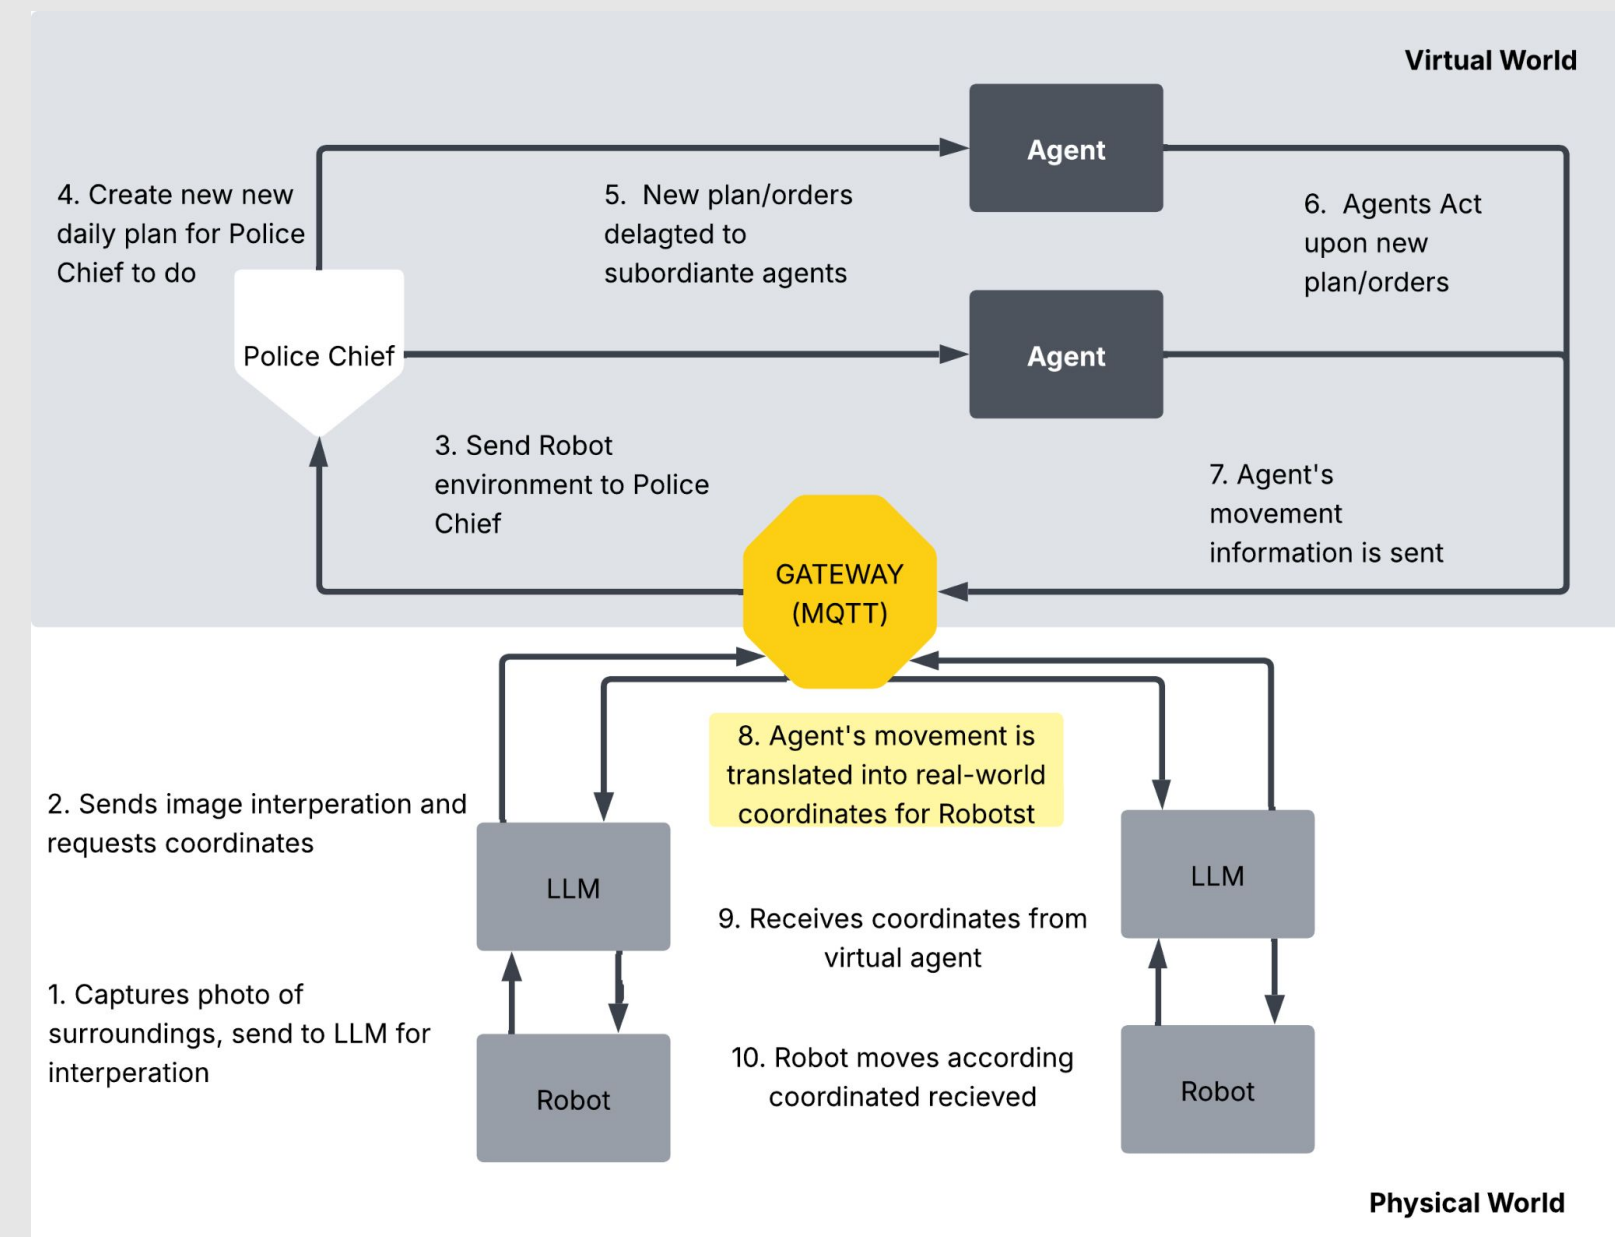 Virtual World
Agent
4. Create new new
daily plan for Police
Chief to do
5.  New plan/orders
delagted to
subordiante agents
6.  Agents Act
upon new
plan/orders
Police Chief
Agent
3. Send Robot
environment to Police
Chief
7. Agent's
movement
information is sent
GATEWAY
(MQTT)
8. Agent's movement is
translated into real-world
coordinates for Robotst
2. Sends image interperation and
requests coordinates
LLM
LLM
9. Receives coordinates from
virtual agent
1. Captures photo of
surroundings, send to LLM for
interperation
10. Robot moves according
coordinated recieved
Robot
Robot
Physical World